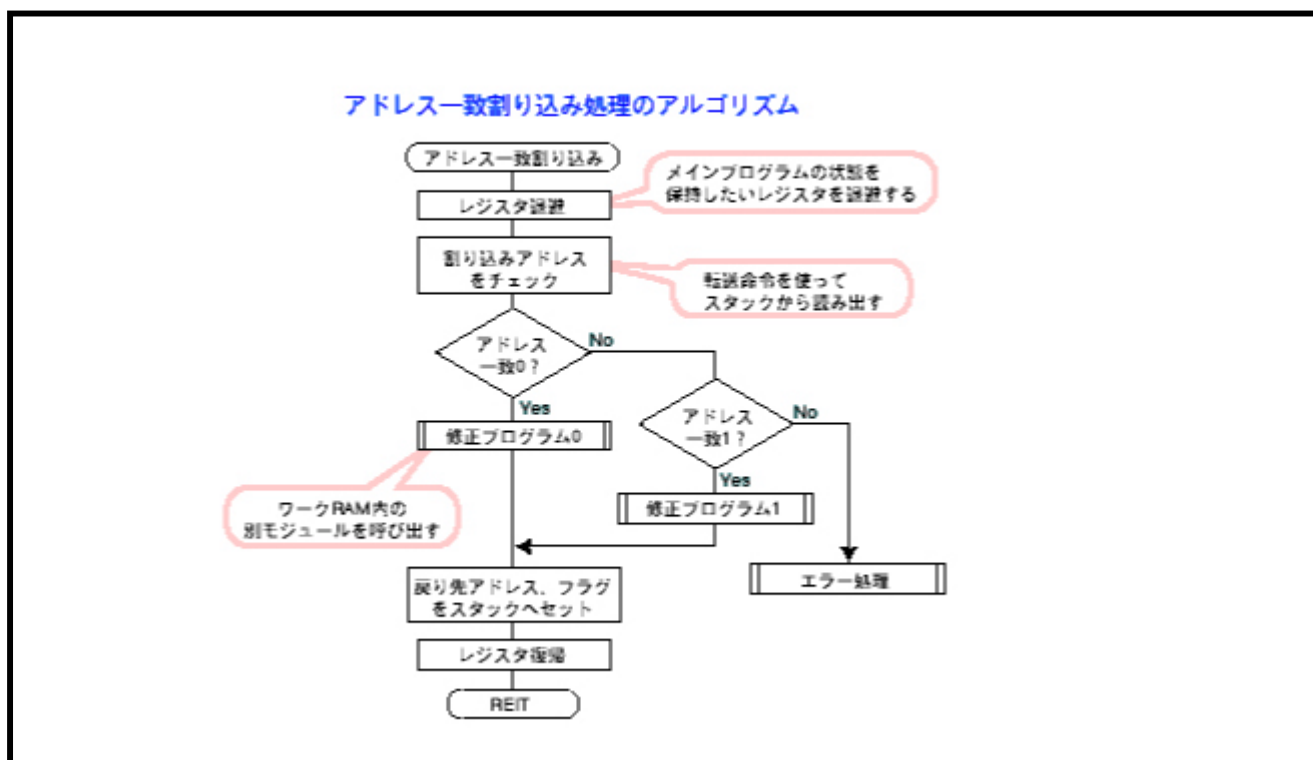 アドレス一致割り込み処理のアルゴリズム
アドレス一致割り込み
メインプログラムの状態を
保持したいレジスタを退避する
レジスタ退避
割り込みアドレス
をチェック
転送命令を使って
スタックから読み出す
アドレス
一致0?
No
Yes
修正プログラム0
ワークRAM内の
別モジュールを呼び出す
アドレス
一致1?
No
Yes
修正プログラム1
エラー処理
戻り先アドレス、フラグ
をスタックへセット
レジスタ復帰
REIT